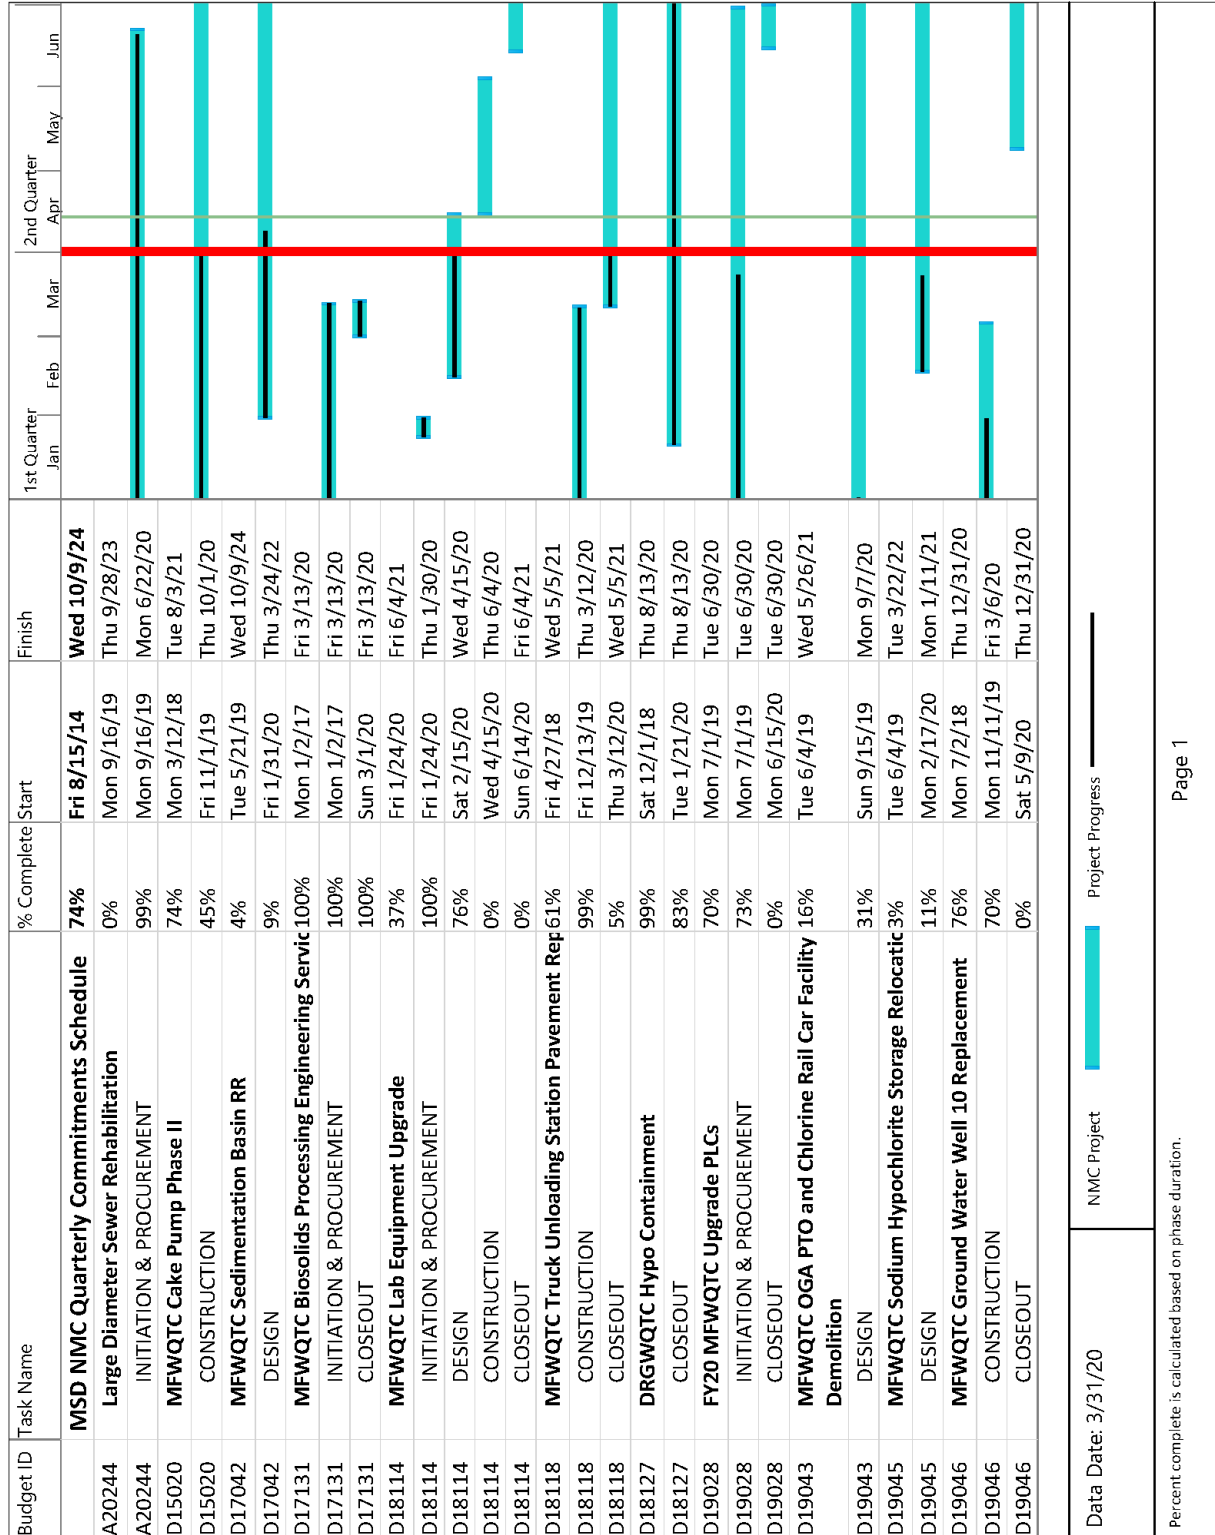 Budget ID Task Name % Complete Start Finish 1st Quarter 2nd Quarter
Jan Feb Mar Apr May Jun
MSD NMC Quarterly Commitments Schedule 74% Fri 8/15/14 Wed 10/9/24
A20244 Large Diameter Sewer Rehabilitation 0% Mon 9/16/19 Thu 9/28/23
A20244 INITIATION & PROCUREMENT 99% Mon 9/16/19 Mon 6/22/20
D15020 MFWQTC Cake Pump Phase II 74% Mon 3/12/18 Tue 8/3/21
D15020 CONSTRUCTION 45% Fri 11/1/19 Thu 10/1/20
D17042 MFWQTC Sedimentation Basin RR 4% Tue 5/21/19 Wed 10/9/24
D17042 DESIGN 9% Fri 1/31/20 Thu 3/24/22
D17131 MFWQTC Biosolids Processing Engineering Servic 100% Mon 1/2/17 Fri 3/13/20
D17131 INITIATION & PROCUREMENT 100% Mon 1/2/17 Fri 3/13/20
D17131 CLOSEOUT 100% Sun 3/1/20 Fri 3/13/20
D18114 MFWQTC Lab Equipment Upgrade 37% Fri 1/24/20 Fri 6/4/21
D18114 INITIATION & PROCUREMENT 100% Fri 1/24/20 Thu 1/30/20
D18114 DESIGN 76% Sat 2/15/20 Wed 4/15/20
D18114 CONSTRUCTION 0% Wed 4/15/20 Thu 6/4/20
D18114 CLOSEOUT 0% Sun 6/14/20 Fri 6/4/21
D18118 MFWQTC Truck Unloading Station Pavement Rep 61% Fri 4/27/18 Wed 5/5/21
D18118 CONSTRUCTION 99% Fri 12/13/19 Thu 3/12/20
D18118 CLOSEOUT 5% Thu 3/12/20 Wed 5/5/21
D18127 DRGWQTC Hypo Containment 99% Sat 12/1/18 Thu 8/13/20
D18127 CLOSEOUT 83% Tue 1/21/20 Thu 8/13/20
D19028 FY20 MFWQTC Upgrade PLCs 70% Mon 7/1/19 Tue 6/30/20
D19028 INITIATION & PROCUREMENT 73% Mon 7/1/19 Tue 6/30/20
D19028 CLOSEOUT 0% Mon 6/15/20 Tue 6/30/20
D19043 MFWQTC OGA PTO and Chlorine Rail Car Facility 16% Tue 6/4/19 Wed 5/26/21
Demolition
D19043 DESIGN 31% Sun 9/15/19 Mon 9/7/20
D19045 MFWQTC Sodium Hypochlorite Storage Relocatic 3% Tue 6/4/19 Tue 3/22/22
D19045 DESIGN 11% Mon 2/17/20 Mon 1/11/21
D19046 MFWQTC Ground Water Well 10 Replacement 76% Mon 7/2/18 Thu 12/31/20
D19046 CONSTRUCTION 70% Mon 11/11/19 Fri 3/6/20
D19046 CLOSEOUT 0% Sat 5/9/20 Thu 12/31/20
Data Date: 3/31/20 NMC Project Project Progress
Percent complete is calculated based on phase duration.
Page 1